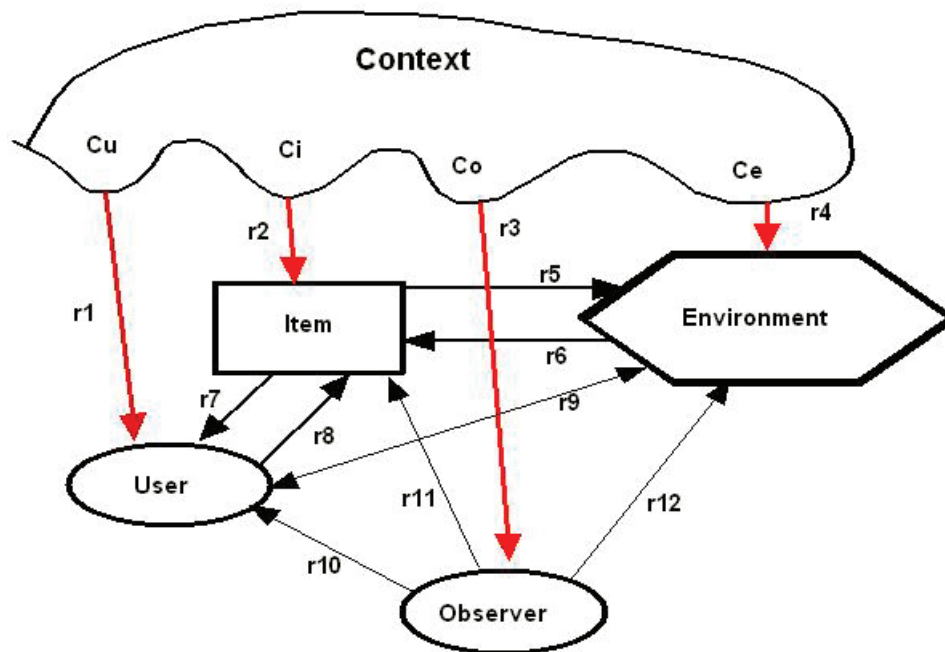 Context
Cu
Ci
Co
Ce
r1
r2
r3
r4
r5
Item
Environment
r6
r7
r8
r9
User
r11
r12
r10
Observer